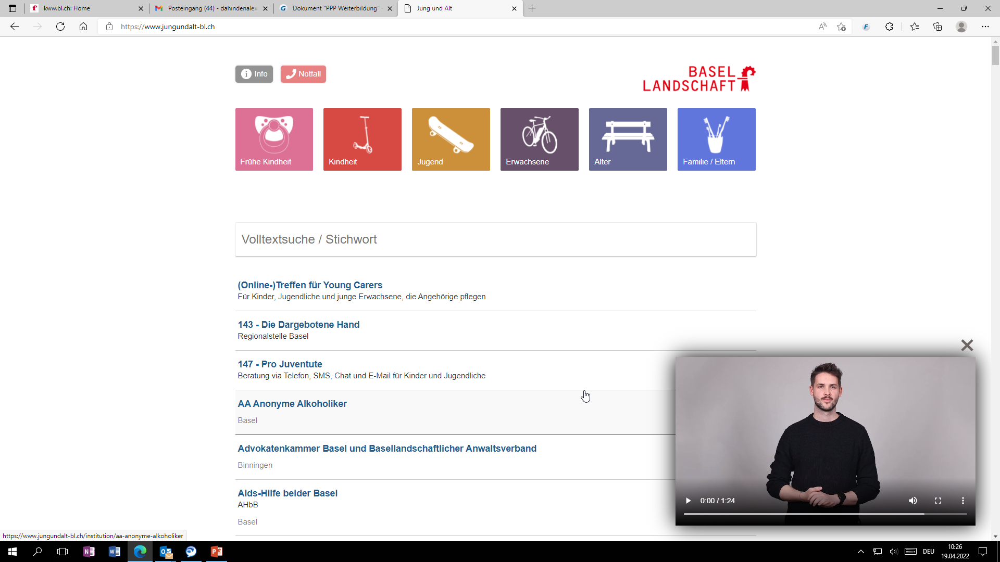 kww.bl.ch: Home
Posteingang (44) - dahindenalex
Dokument "PPP Weiterbildung" -
Jung und Alt
https://www.jungundalt-bl.ch
Info
Notfall
BASEL
LANDSCHAFT
Frühe Kindheit
Kindheit
Jugend
Erwachsene
Alter
Familie / Eltern
Volltextsuche / Stichwort
(Online-)Treffen für Young Carers
Für Kinder, Jugendliche und junge Erwachsene, die Angehörige pflegen
143 - Die Dargebotene Hand
Regionalstelle Basel
147 - Pro Juventute
Beratung via Telefon, SMS, Chat und E-Mail für Kinder und Jugendliche
AA Anonyme Alkoholiker
Basel
Advokatenkammer Basel und Basellandschaftlicher Anwaltsverband
Binningen
Aids-Hilfe beider Basel
AHbB
Basel
0:00 / 1:24
https://www.jungundalt-bl.ch/institution/aa-anonyme-alkoholiker
DEU
10:26
19.04.2022